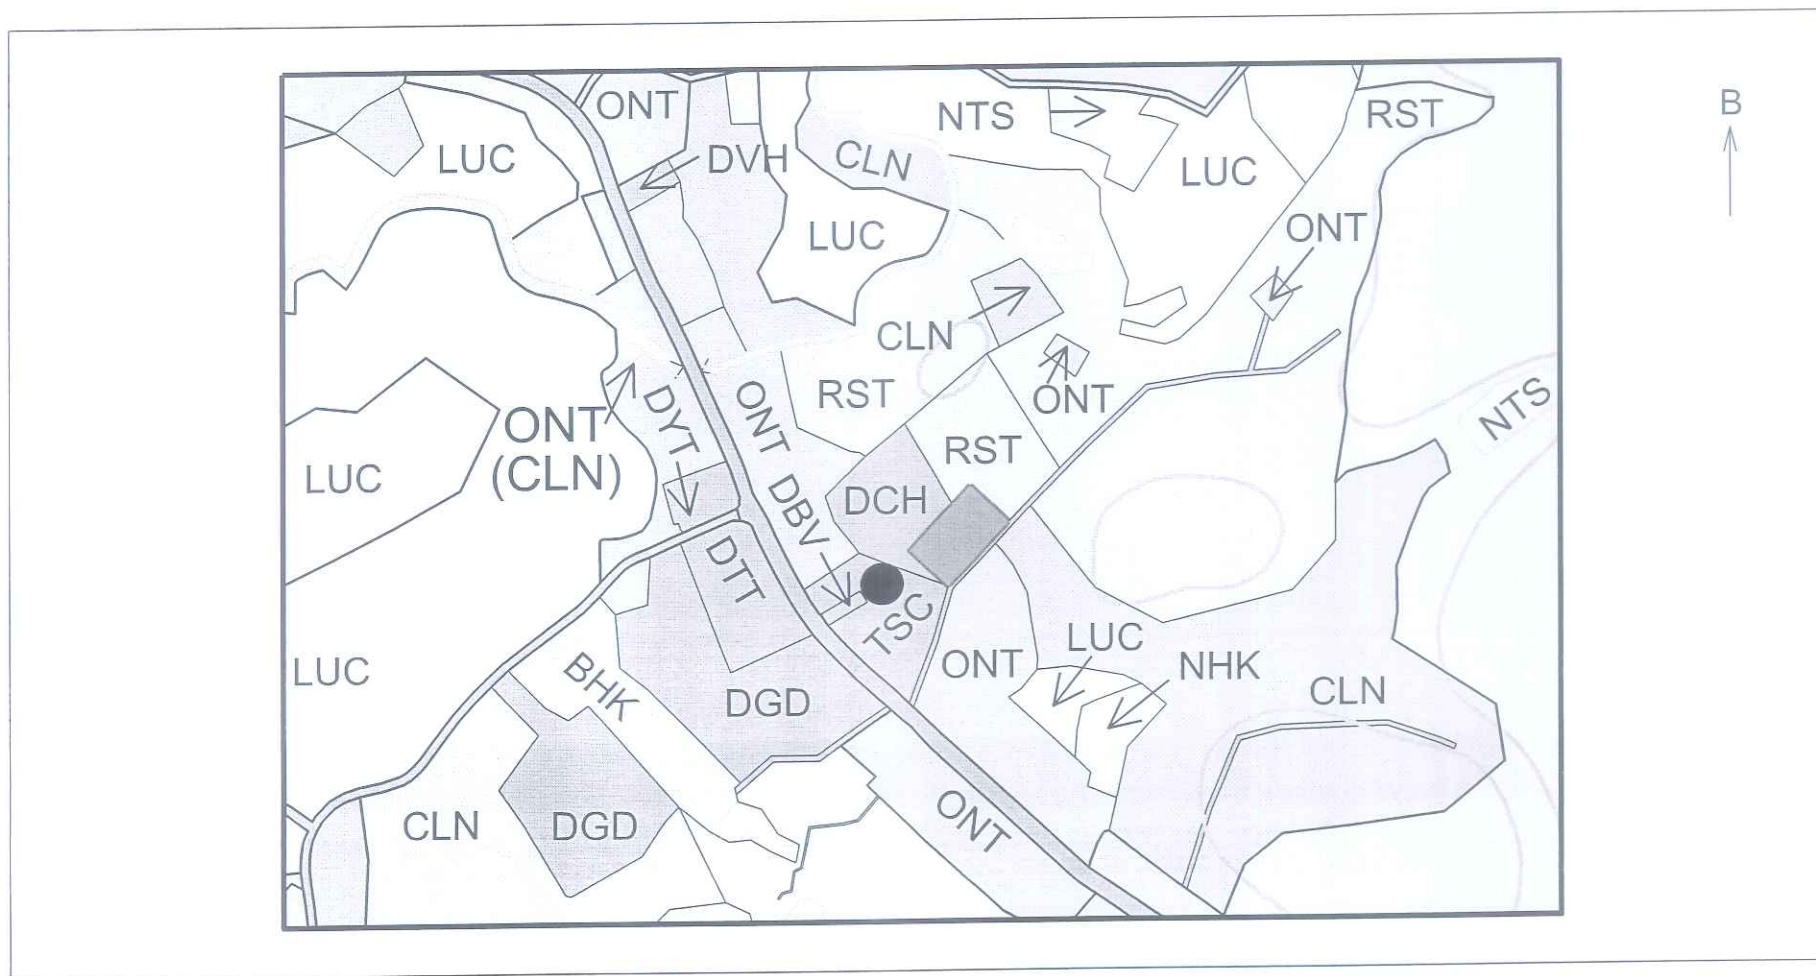 ONT
NTS
RST
B
LUC
DVH
CLN
LUC
LUC
ONT
CLN
RST
ONT
NTS
DYT
ONT
ONT
(CLN)
LUC
RST
DCH
DBV
DTT
TSC
LUC
ONT
NHK
LUC
BHK
DGD
CLN
CLN
DGD
ONT